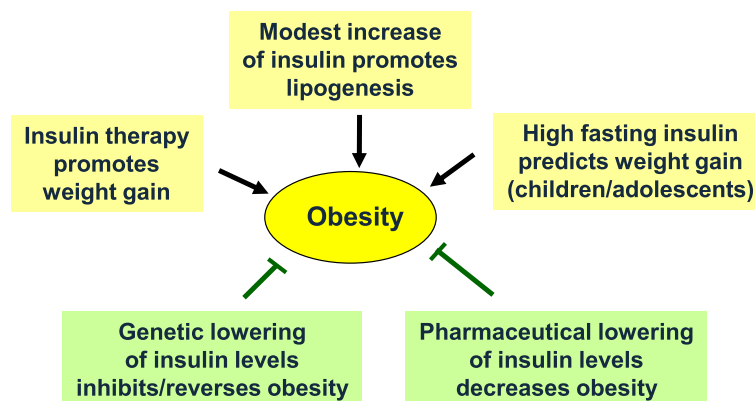 Modest increase
of insulin promotes
lipogenesis
Insulin therapy
promotes
weight gain
High fasting insulin
predicts weight gain
(children/adolescents)
Obesity
Genetic lowering
of insulin levels
inhibits/reverses obesity
Pharmaceutical lowering
of insulin levels
decreases obesity